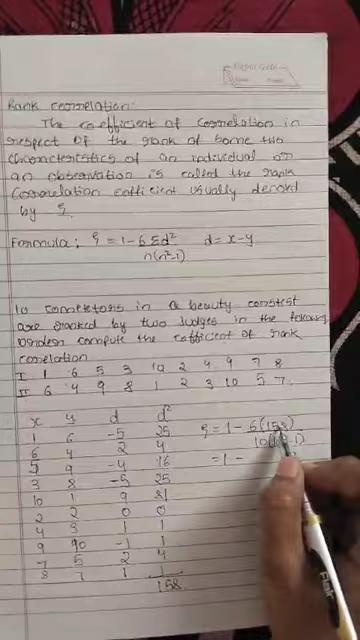 Rank correlation:
The coefficient of Correlation in
respect of the rank of some two
characteristics of an individual or
an observation is called the rank
Correlation cofficient usually denoted
by ρ
Formula: ρ = 1 - 6Σd² d = x-y
n(n²-1)
10 competetors in a beauty constest
are ranked by two Judges in the following
compute the cofficient of rank
correlation
I 1 6 5 3 10 2 4 9 7 8
II 6 4 9 8 1 2 3 10 5 7
x y d d²
1 6 -5 25
6 4 2 4
5 9 -4 16
3 8 -5 25
10 1 9 81
2 2 0 0
4 3 1 1
9 10 -1 1
7 5 2 4
8 7 1 1
158
ρ = 1 - 6(158)
= 1 -
Flair